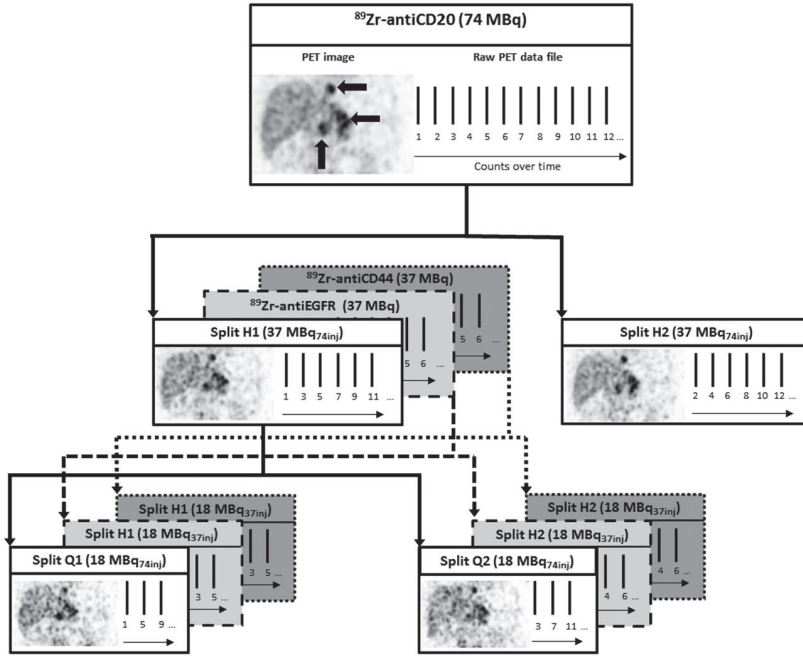 ⁸⁹Zr-antiCD20 (74 MBq)
PET image
Raw PET data file
1 2 3 4 5 6 7 8 9 10 11 12 ...
Counts over time
⁸⁹Zr-antiCD44 (37 MBq)
5 6 ...
⁸⁹Zr-antiEGFR (37 MBq)
5 6 ...
Split H1 (37 MBq74inj)
1 3 5 7 9 11 ...
Split H2 (37 MBq74inj)
2 4 6 8 10 12 ...
Split H1 (18 MBq37inj)
3 5 ...
Split H1 (18 MBq37inj)
3 5 ...
Split Q1 (18 MBq74inj)
1 5 9 ...
Split H2 (18 MBq37inj)
4 6 ...
Split H2 (18 MBq37inj)
4 6 ...
Split Q2 (18 MBq74inj)
3 7 11 ...